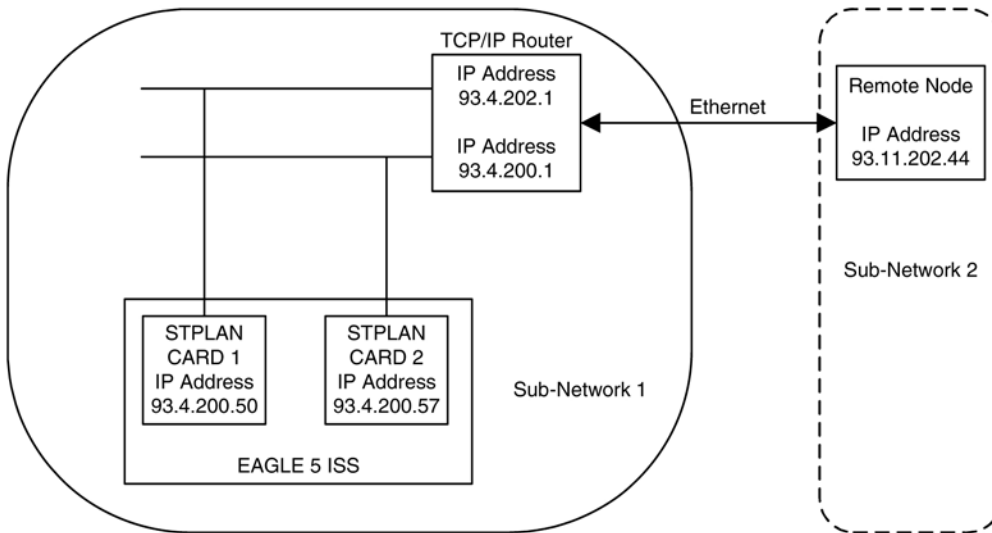 TCP/IP Router
IP Address
93.4.202.1
IP Address
93.4.200.1
Ethernet
Remote Node
IP Address
93.11.202.44
Sub-Network 2
STPLAN
CARD 1
IP Address
93.4.200.50
STPLAN
CARD 2
IP Address
93.4.200.57
Sub-Network 1
EAGLE 5 ISS